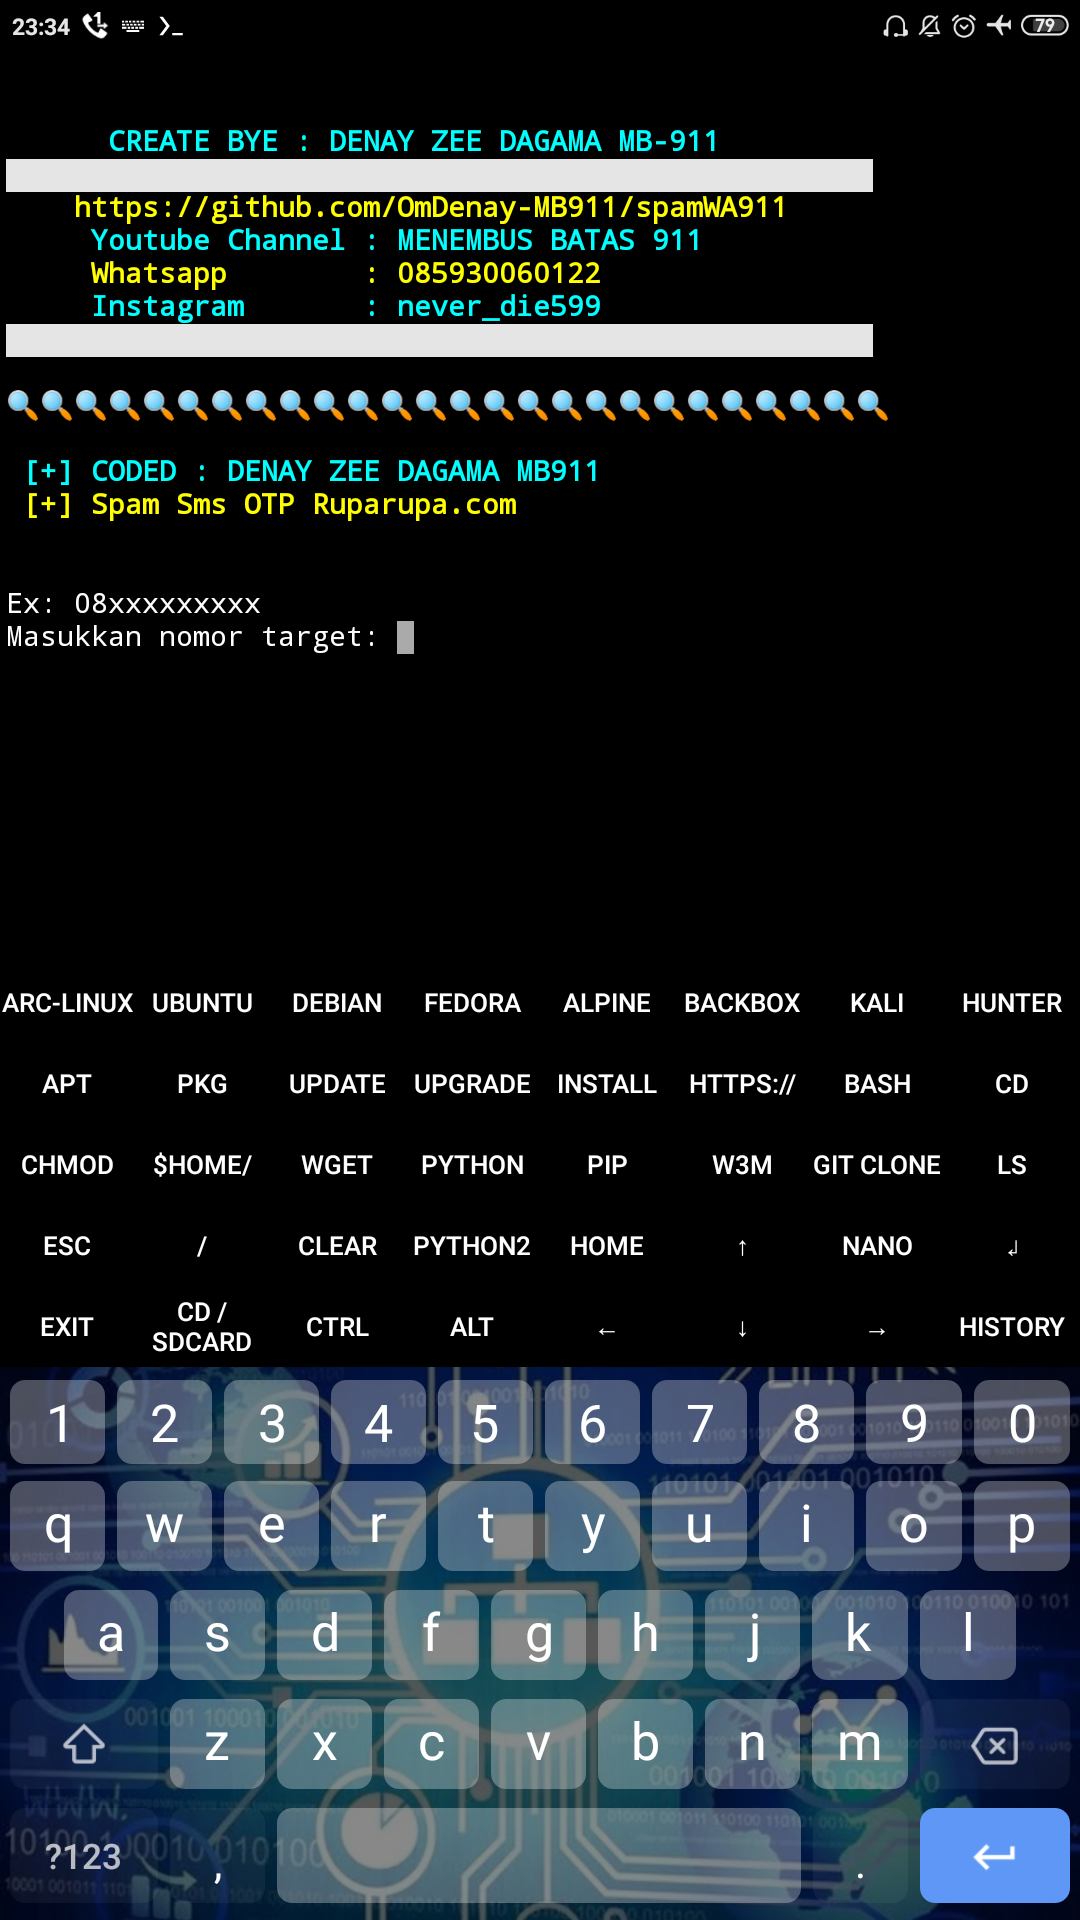 23:34
79
CREATE BYE : DENAY ZEE DAGAMA MB-911
https://github.com/OmDenay-MB911/spamWA911
Youtube Channel : MENEMBUS BATAS 911
Whatsapp : 085930060122
Instagram : never_die599
[+] CODED : DENAY ZEE DAGAMA MB911
[+] Spam Sms OTP Ruparupa.com
Ex: 08xxxxxxxxx
Masukkan nomor target:
ARC-LINUX UBUNTU DEBIAN FEDORA ALPINE BACKBOX KALI HUNTER
APT PKG UPDATE UPGRADE INSTALL HTTPS:// BASH CD
CHMOD $HOME/ WGET PYTHON PIP W3M GIT CLONE LS
ESC / CLEAR PYTHON2 HOME ↑ NANO ↲
EXIT CD / SDCARD CTRL ALT ← ↓ → HISTORY
1 2 3 4 5 6 7 8 9 0
q w e r t y u i o p
a s d f g h j k l
z x c v b n m
?123 , .